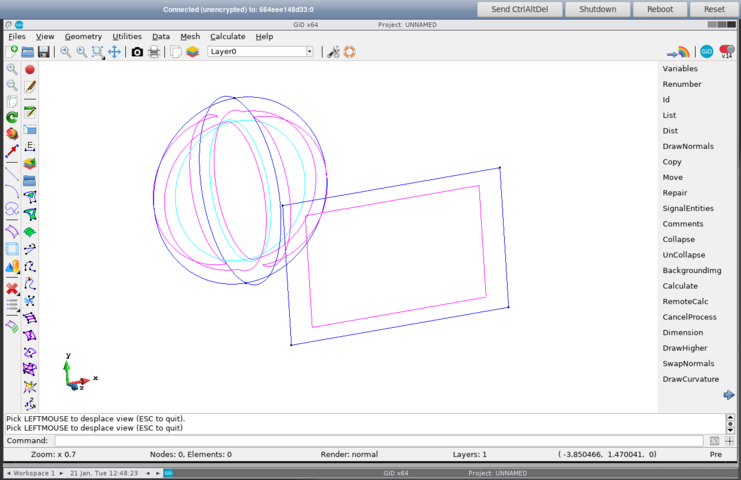 Connected (unencrypted) to: 664eee148d33:0
Send CtrlAltDel
Shutdown
Reboot
Reset
GiD x64 Project: UNNAMED
Files View Geometry Utilities Data Mesh Calculate Help
Layer0
GiD
v14
Variables
Renumber
Id
List
Dist
DrawNormals
Copy
Move
Repair
SignalEntities
Comments
Collapse
UnCollapse
BackgroundImg
Calculate
RemoteCalc
CancelProcess
Dimension
DrawHigher
SwapNormals
DrawCurvature
E
y
x
z
Pick LEFTMOUSE to desplace view (ESC to quit).
Pick LEFTMOUSE to desplace view (ESC to quit)
Command:
Zoom: x 0.7 Nodes: 0, Elements: 0 Render: normal Layers: 1 ( -3.850466, 1.470041, 0) Pre
Workspace 1 21 Jan, Tue 12:48:23 GiD x64 Project: UNNAMED